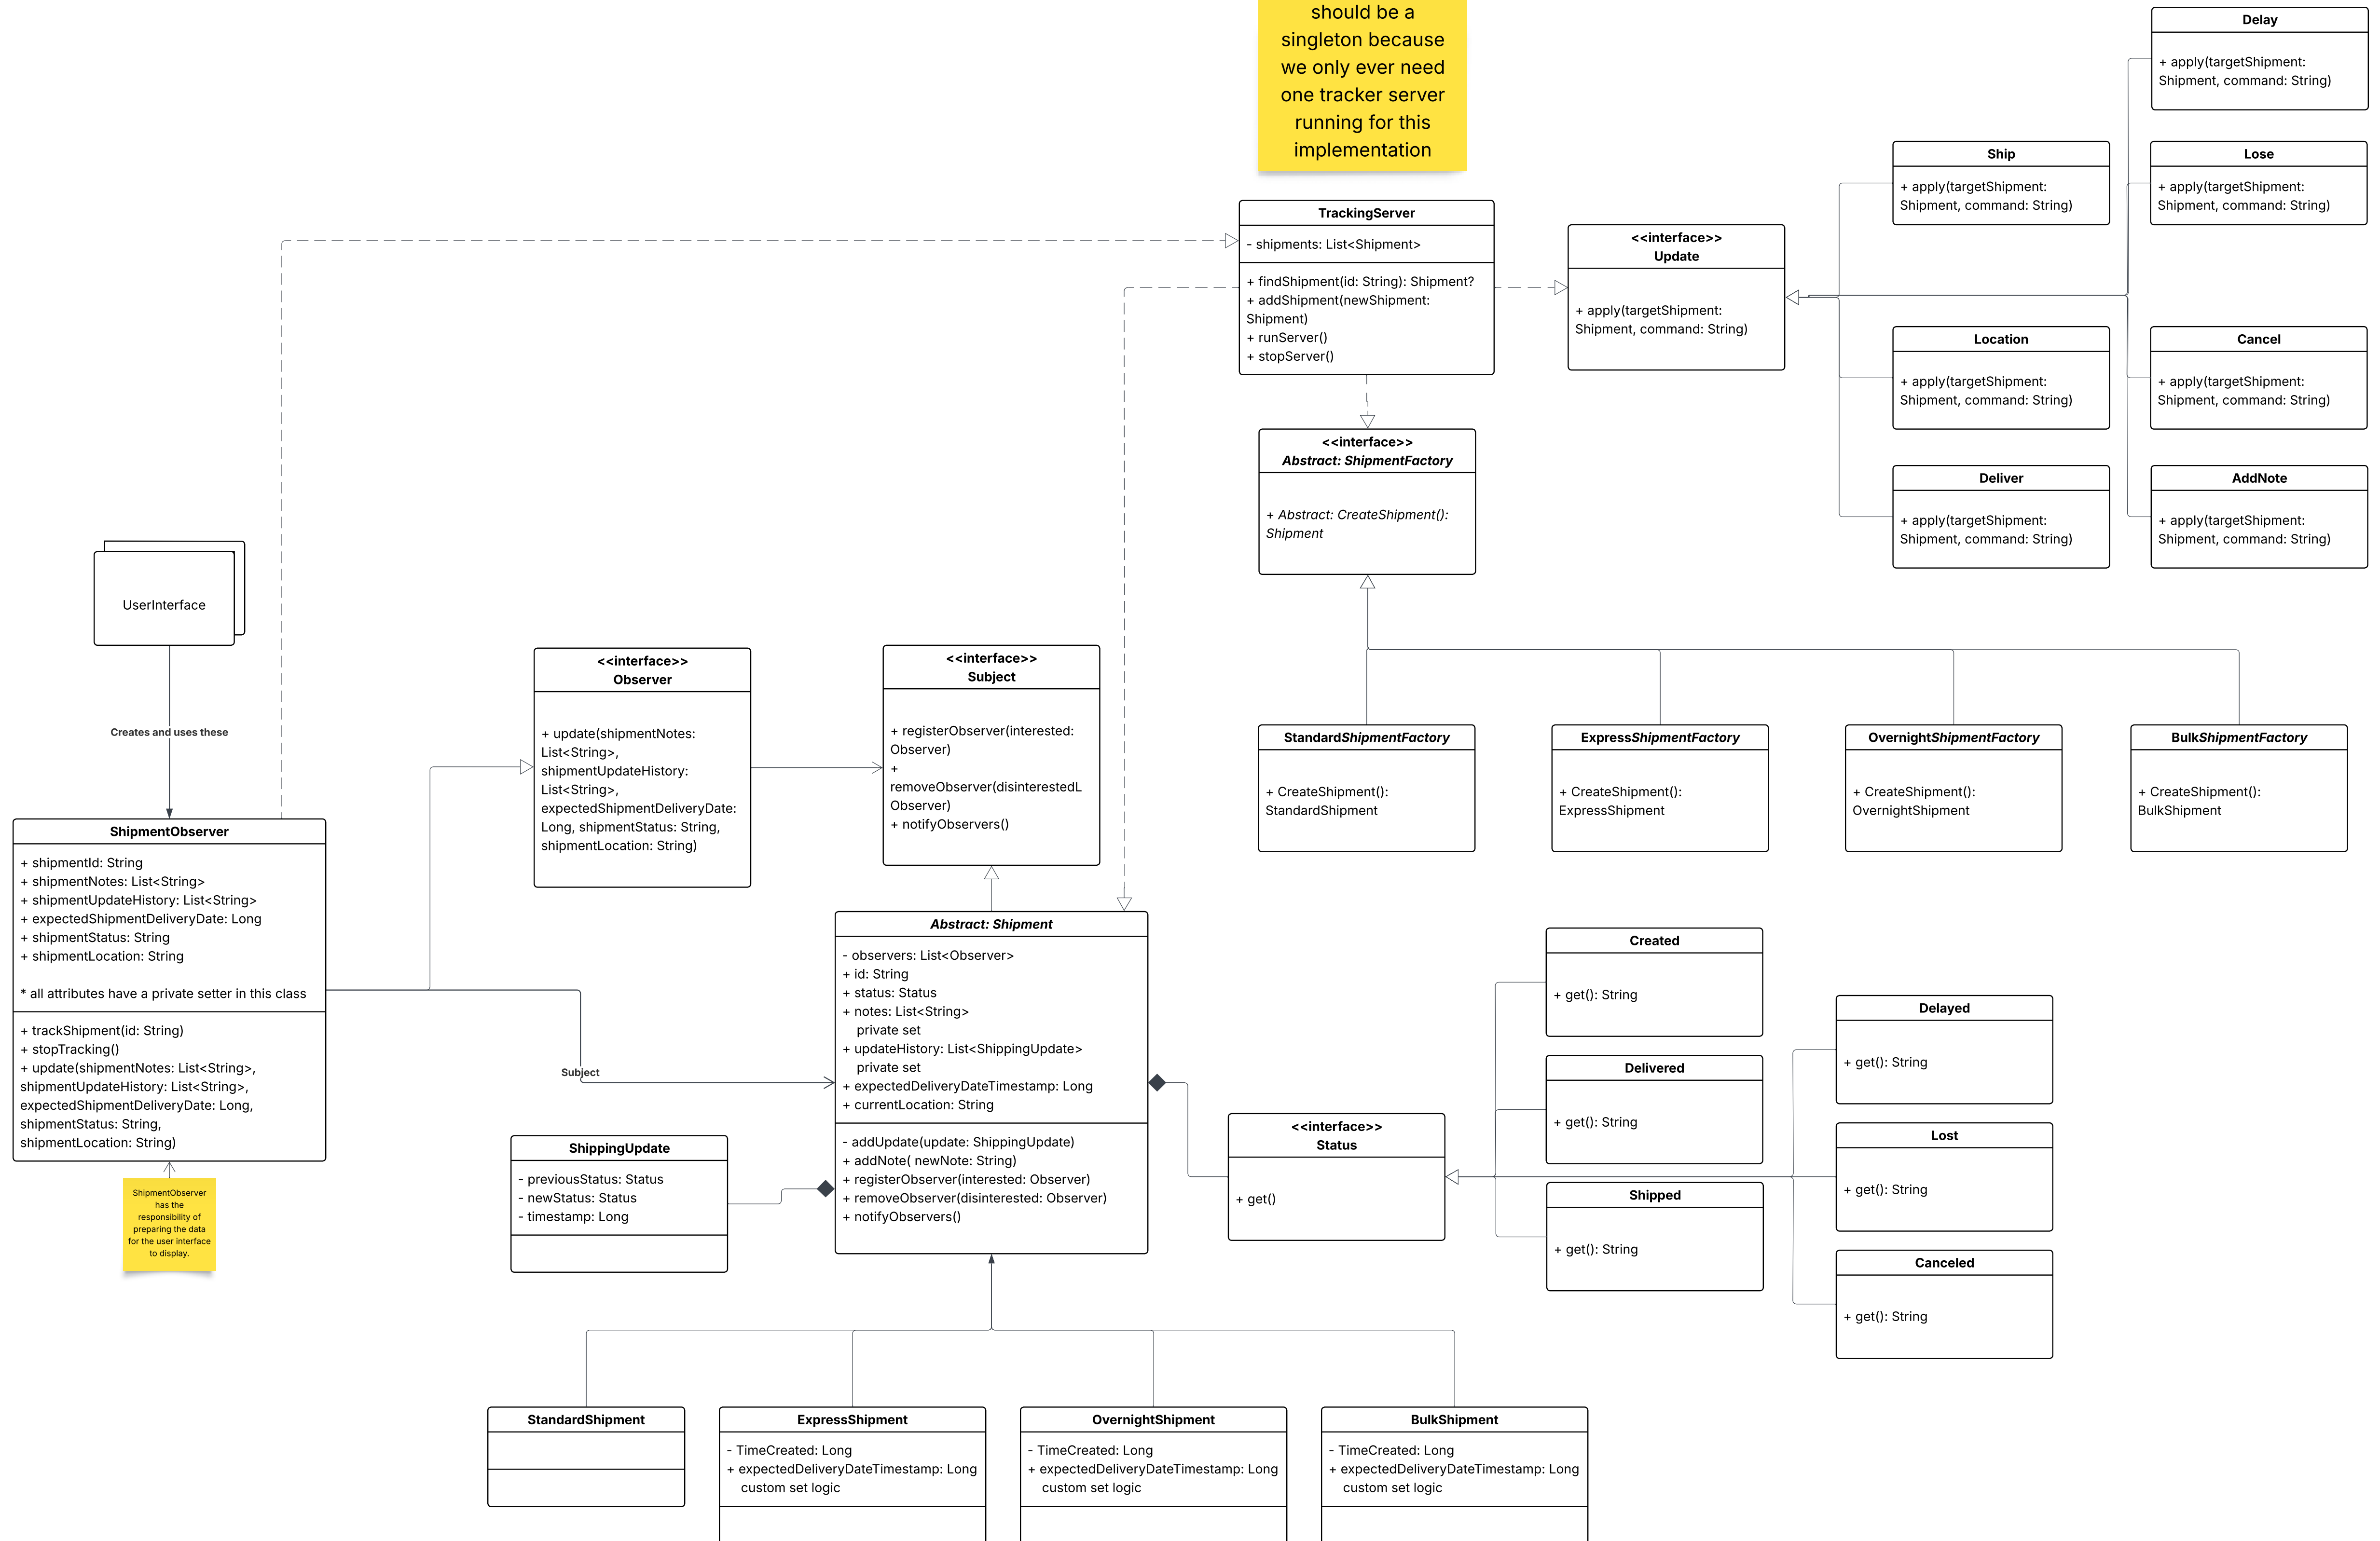 should be a
singleton because
we only ever need
one tracker server
running for this
implementation
Delay
+ apply(targetShipment:
Shipment, command: String)
Ship
+ apply(targetShipment:
Shipment, command: String)
Lose
+ apply(targetShipment:
Shipment, command: String)
TrackingServer
- shipments: List<Shipment>
+ findShipment(id: String): Shipment?
+ addShipment(newShipment:
Shipment)
+ runServer()
+ stopServer()
<<interface>>
Update
+ apply(targetShipment:
Shipment, command: String)
Location
+ apply(targetShipment:
Shipment, command: String)
Cancel
+ apply(targetShipment:
Shipment, command: String)
<<interface>>
Abstract: ShipmentFactory
+ Abstract: CreateShipment():
Shipment
Deliver
+ apply(targetShipment:
Shipment, command: String)
AddNote
+ apply(targetShipment:
Shipment, command: String)
UserInterface
Creates and uses these
<<interface>>
Observer
+ update(shipmentNotes:
List<String>,
shipmentUpdateHistory:
List<String>,
expectedShipmentDeliveryDate:
Long, shipmentStatus: String,
shipmentLocation: String)
<<interface>>
Subject
+ registerObserver(interested:
Observer)
+
removeObserver(disinterestedL
Observer)
+ notifyObservers()
StandardShipmentFactory
+ CreateShipment():
StandardShipment
ExpressShipmentFactory
+ CreateShipment():
ExpressShipment
OvernightShipmentFactory
+ CreateShipment():
OvernightShipment
BulkShipmentFactory
+ CreateShipment():
BulkShipment
ShipmentObserver
+ shipmentId: String
+ shipmentNotes: List<String>
+ shipmentUpdateHistory: List<String>
+ expectedShipmentDeliveryDate: Long
+ shipmentStatus: String
+ shipmentLocation: String
* all attributes have a private setter in this class
+ trackShipment(id: String)
+ stopTracking()
+ update(shipmentNotes: List<String>,
shipmentUpdateHistory: List<String>,
expectedShipmentDeliveryDate: Long,
shipmentStatus: String,
shipmentLocation: String)
ShipmentObserver
has the
responsibility of
preparing the data
for the user interface
to display.
Subject
Abstract: Shipment
- observers: List<Observer>
+ id: String
+ status: Status
+ notes: List<String>
private set
+ updateHistory: List<ShippingUpdate>
private set
+ expectedDeliveryDateTimestamp: Long
+ currentLocation: String
- addUpdate(update: ShippingUpdate)
+ addNote( newNote: String)
+ registerObserver(interested: Observer)
+ removeObserver(disinterested: Observer)
+ notifyObservers()
ShippingUpdate
- previousStatus: Status
- newStatus: Status
- timestamp: Long
<<interface>>
Status
+ get()
Created
+ get(): String
Delivered
+ get(): String
Shipped
+ get(): String
Delayed
+ get(): String
Lost
+ get(): String
Canceled
+ get(): String
StandardShipment
ExpressShipment
- TimeCreated: Long
+ expectedDeliveryDateTimestamp: Long
custom set logic
OvernightShipment
- TimeCreated: Long
+ expectedDeliveryDateTimestamp: Long
custom set logic
BulkShipment
- TimeCreated: Long
+ expectedDeliveryDateTimestamp: Long
custom set logic